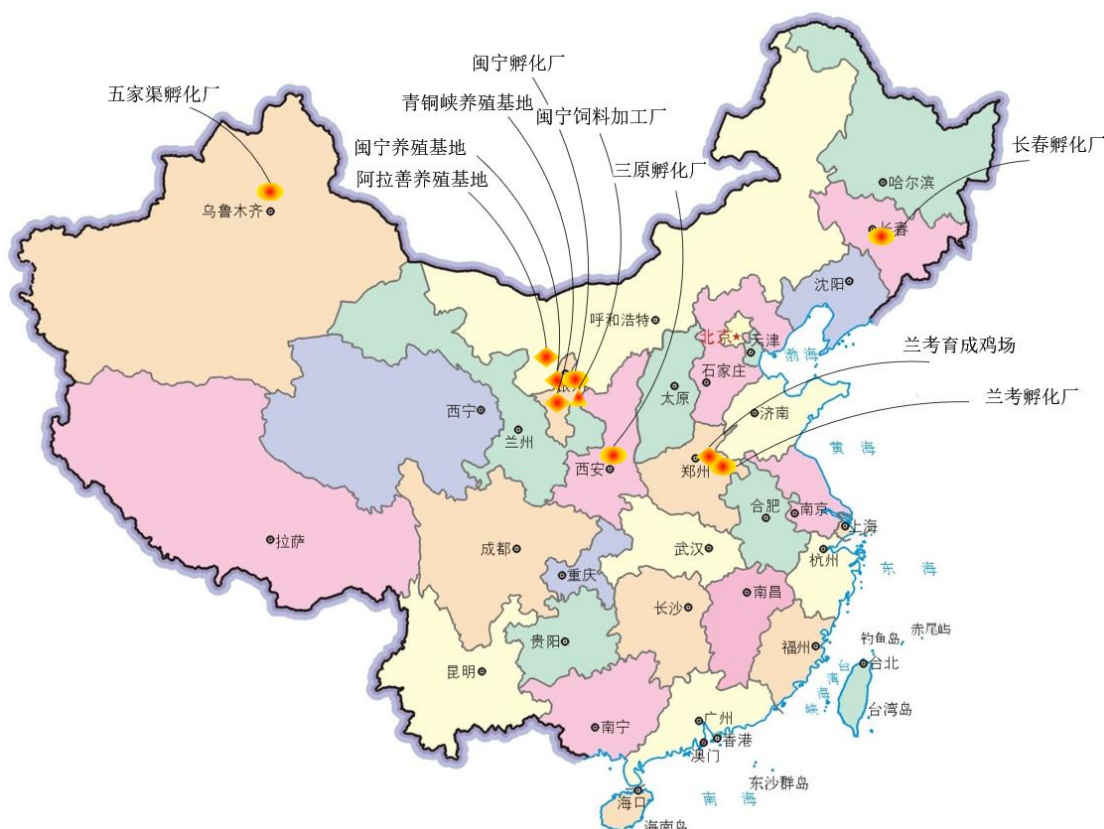 闽宁孵化厂
五家渠孵化厂
青铜峡养殖基地
闽宁饲料加工厂
长春孵化厂
闽宁养殖基地
三原孵化厂
阿拉善养殖基地
哈尔滨
乌鲁木齐
长春
沈阳
呼和浩特
北京
天津
渤海
兰考育成鸡场
石家庄
太原
兰考孵化厂
西宁
济南
兰州
黄海
郑州
西安
合肥
南京
上海
拉萨
成都
武汉
杭州
东海
重庆
南昌
长沙
钓鱼岛
赤尾屿
贵阳
福州
台北
昆明
台湾海峡
台湾岛
南宁
广州
香港
澳门
东沙群岛
南海
海口
海南岛